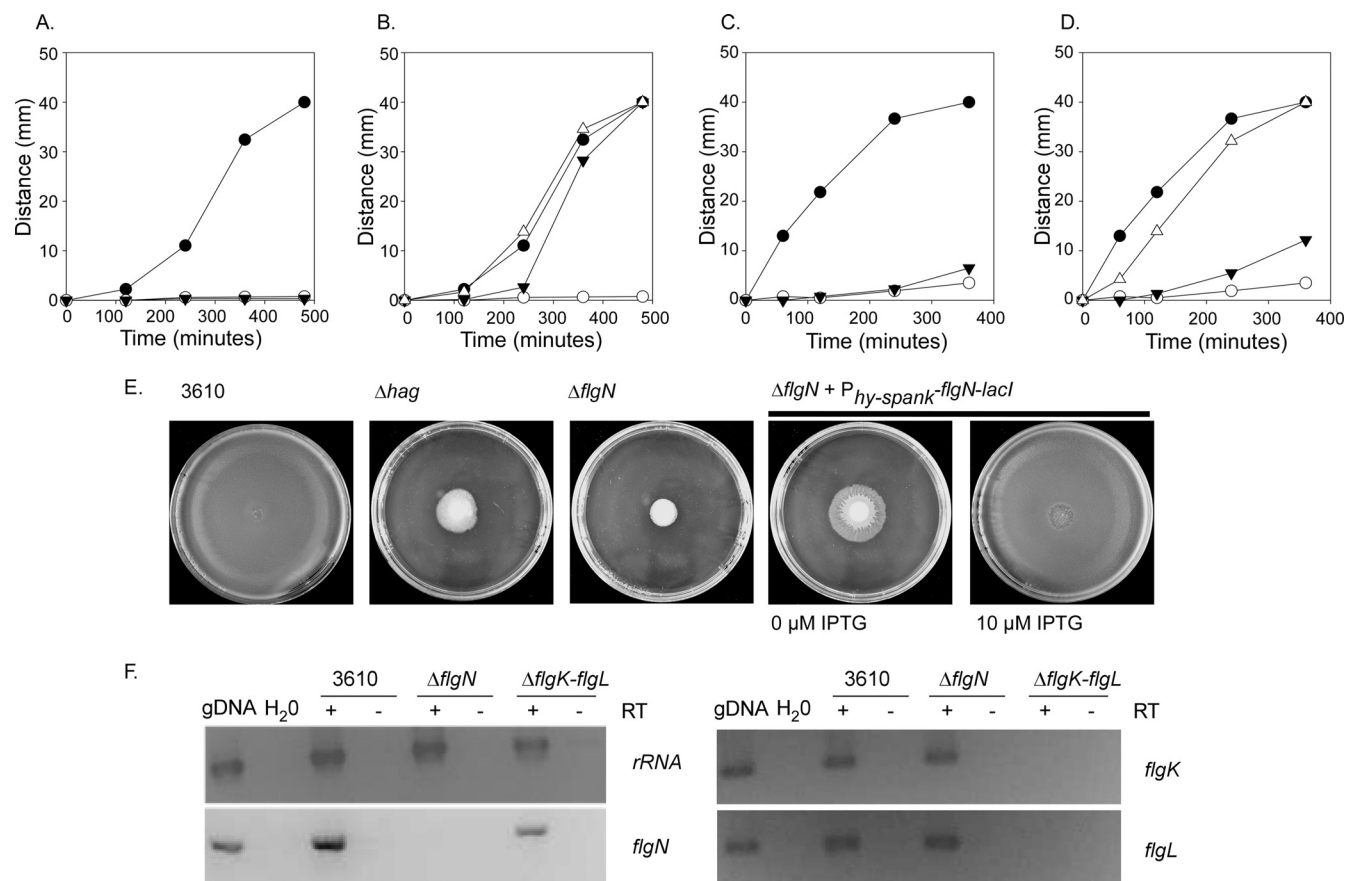 A.
B.
C.
D.
50
40
30
20
10
0
Distance (mm)
0 100 200 300 400 500
Time (minutes)
50
40
30
20
10
0
Distance (mm)
0 100 200 300 400 500
Time (minutes)
50
40
30
20
10
0
Distance (mm)
0 100 200 300 400
Time (minutes)
50
40
30
20
10
0
Distance (mm)
0 100 200 300 400
Time (minutes)
E.
3610
Δhag
ΔflgN
ΔflgN + Phy-spank-flgN-lacI
0 µM IPTG
10 µM IPTG
F.
3610 ΔflgN ΔflgK-flgL
gDNA H20 + - + - + - RT
rRNA
flgN
3610 ΔflgN ΔflgK-flgL
gDNA H20 + - + - + - RT
flgK
flgL